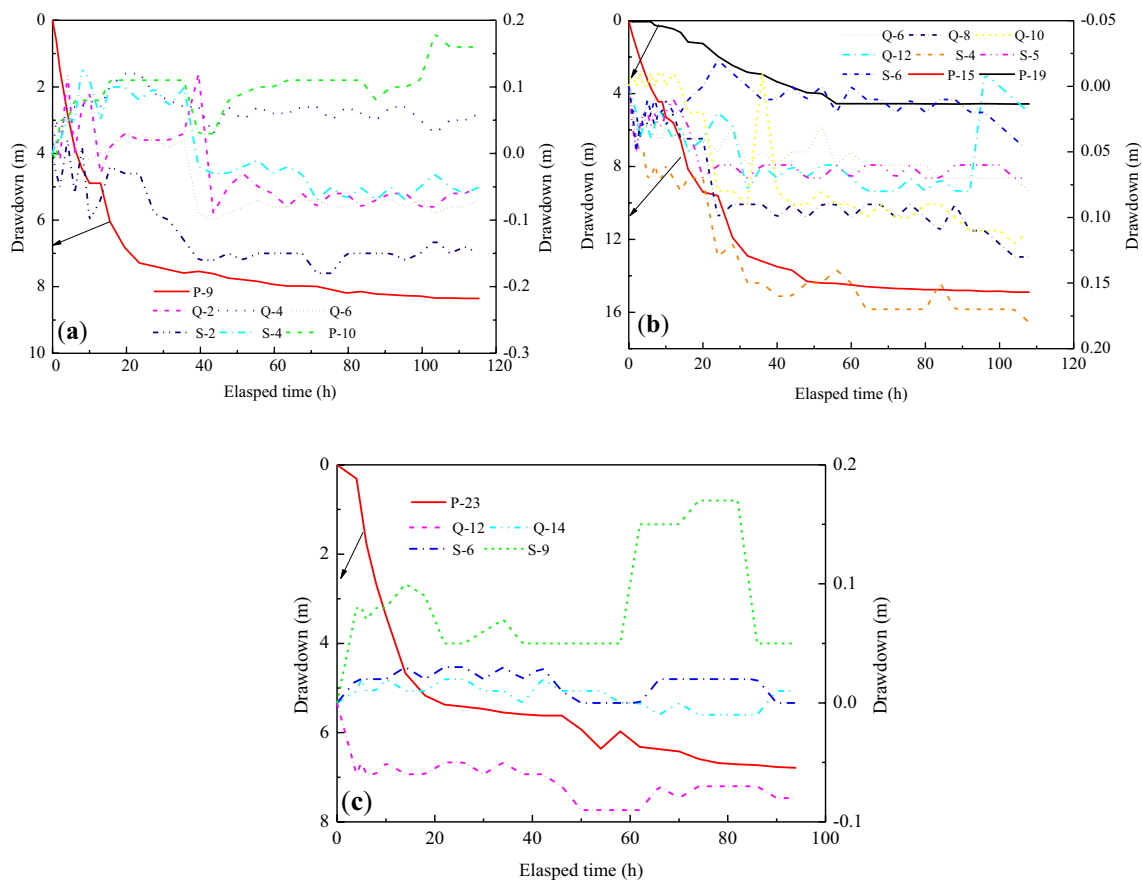 0 0.2 0 -0.05
Q-6 Q-8 Q-10
Q-12 S-4 S-5
S-6 P-15 P-19
2 0.1 4 0.00
4 0.0 8 0.05
Drawdown (m) Drawdown (m) Drawdown (m) Drawdown (m)
6 -0.1 12 0.10
8 -0.2 16 0.15
P-9
Q-2 Q-4 Q-6
S-2 S-4 P-10
(a) (b)
10 -0.3 0.20
0 20 40 60 80 100 120 0 20 40 60 80 100 120
Elasped time (h) Elasped time (h)
0 0.2
P-23
Q-12 Q-14
S-6 S-9
2 0.1
4
Drawdown (m) Drawdown (m)
6 0.0
(c)
8 -0.1
0 20 40 60 80 100
Elasped time (h)